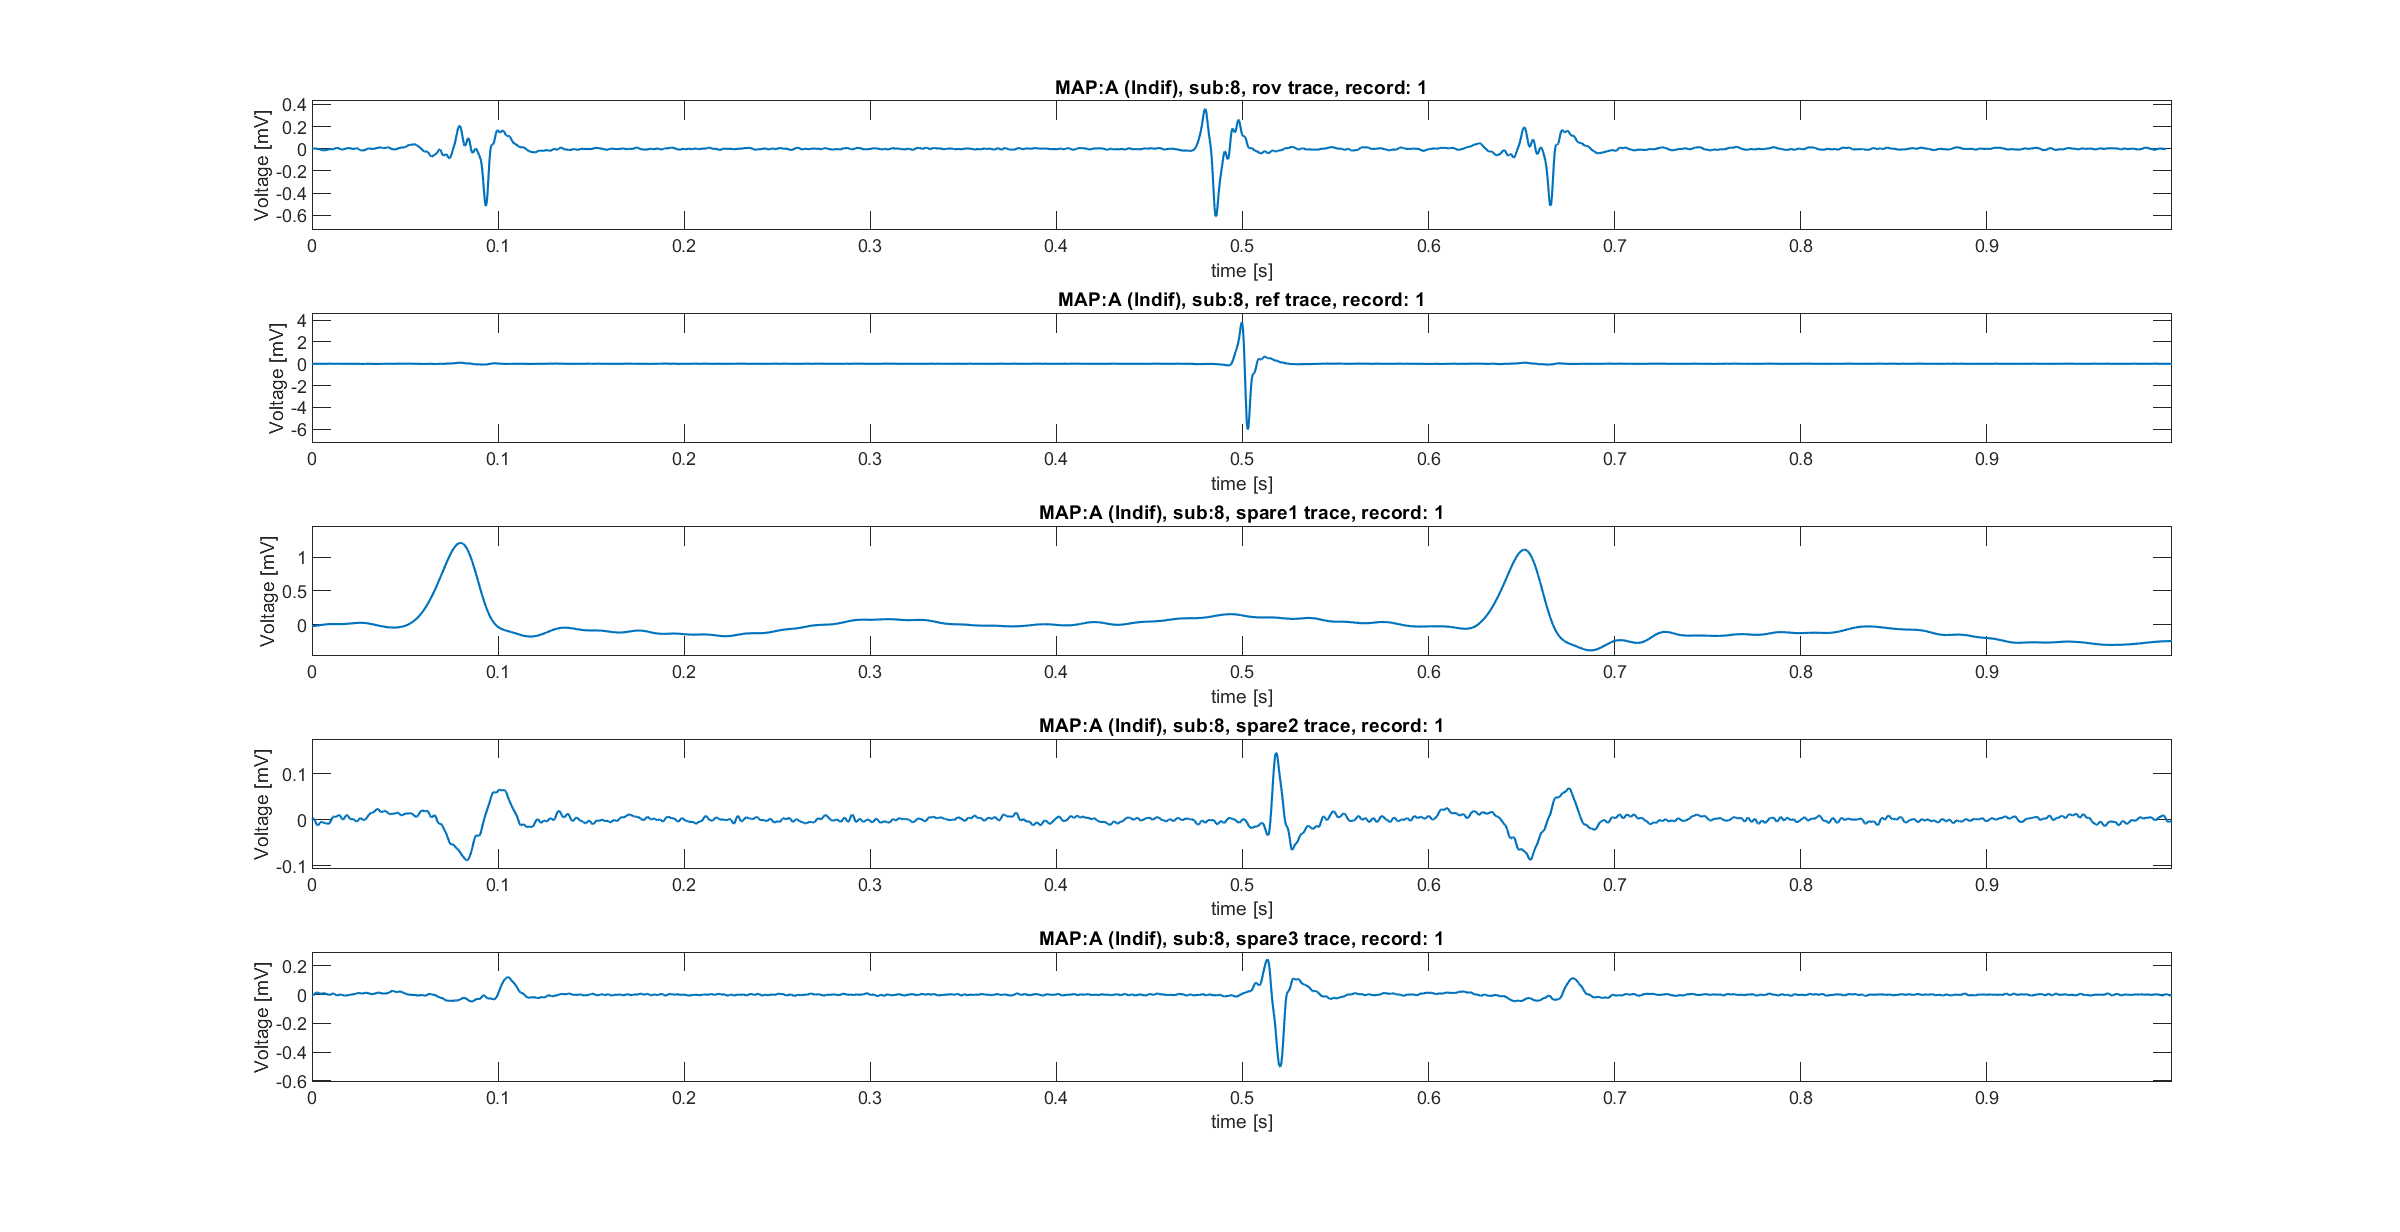 MAP:A (Indif), sub:8, rov trace, record: 1
Voltage [mV]
0.4
0.2
0
-0.2
-0.4
-0.6
0 0.1 0.2 0.3 0.4 0.5 0.6 0.7 0.8 0.9
time [s]
MAP:A (Indif), sub:8, ref trace, record: 1
Voltage [mV]
4
2
0
-2
-4
-6
0 0.1 0.2 0.3 0.4 0.5 0.6 0.7 0.8 0.9
time [s]
MAP:A (Indif), sub:8, spare1 trace, record: 1
Voltage [mV]
1
0.5
0
0 0.1 0.2 0.3 0.4 0.5 0.6 0.7 0.8 0.9
time [s]
MAP:A (Indif), sub:8, spare2 trace, record: 1
Voltage [mV]
0.1
0
-0.1
0 0.1 0.2 0.3 0.4 0.5 0.6 0.7 0.8 0.9
time [s]
MAP:A (Indif), sub:8, spare3 trace, record: 1
Voltage [mV]
0.2
0
-0.2
-0.4
-0.6
0 0.1 0.2 0.3 0.4 0.5 0.6 0.7 0.8 0.9
time [s]